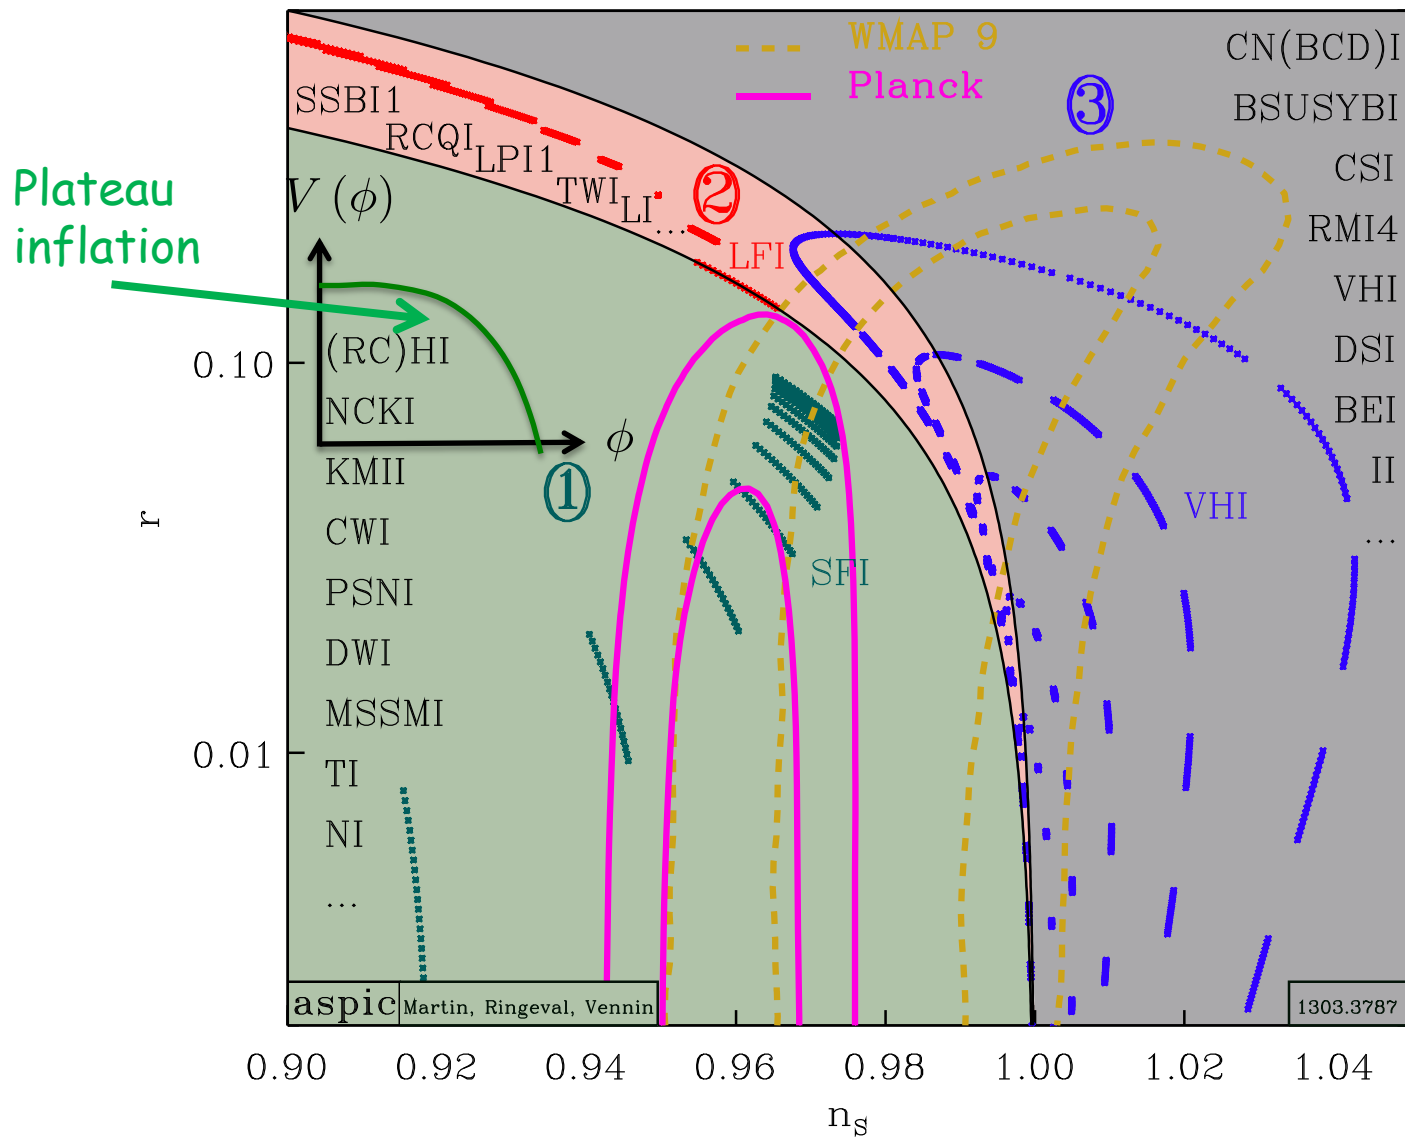 WMAP 9
Planck
CN(BCD)I
BSUSYBI
CSI
RMI4
VHI
DSI
BEI
II
...
③
SSBI1
RCQI
LPI1
TWI
LI
...
②
LFI
Plateau
inflation
V (ϕ)
ϕ
①
(RC)HI
NCKI
KMII
CWI
PSNI
DWI
MSSMI
TI
NI
...
SFI
VHI
0.10
0.01
r
aspic
Martin, Ringeval, Vennin
1303.3787
0.90 0.92 0.94 0.96 0.98 1.00 1.02 1.04
nS